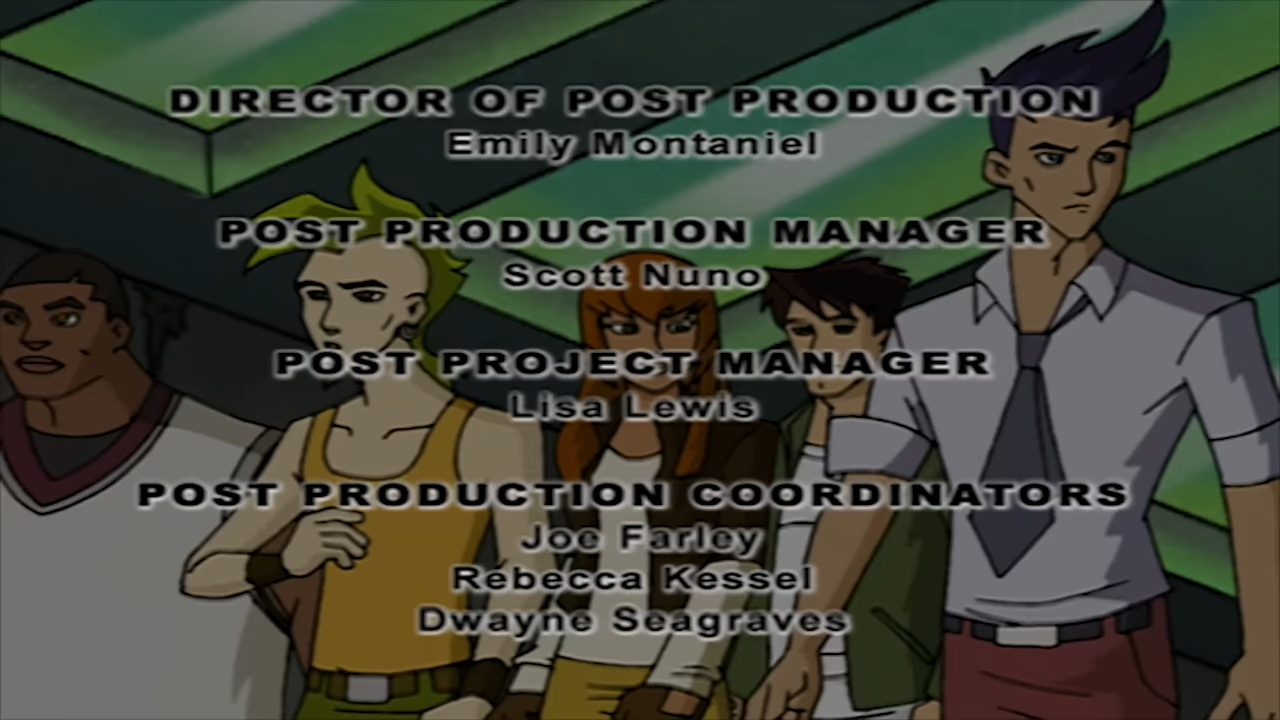 DIRECTOR OF POST PRODUCTION
Emily Montaniel
POST PRODUCTION MANAGER
Scott Nuno
POST PROJECT MANAGER
Lisa Lewis
POST PRODUCTION COORDINATORS
Joe Farley
Rebecca Kessel
Dwayne Seagraves